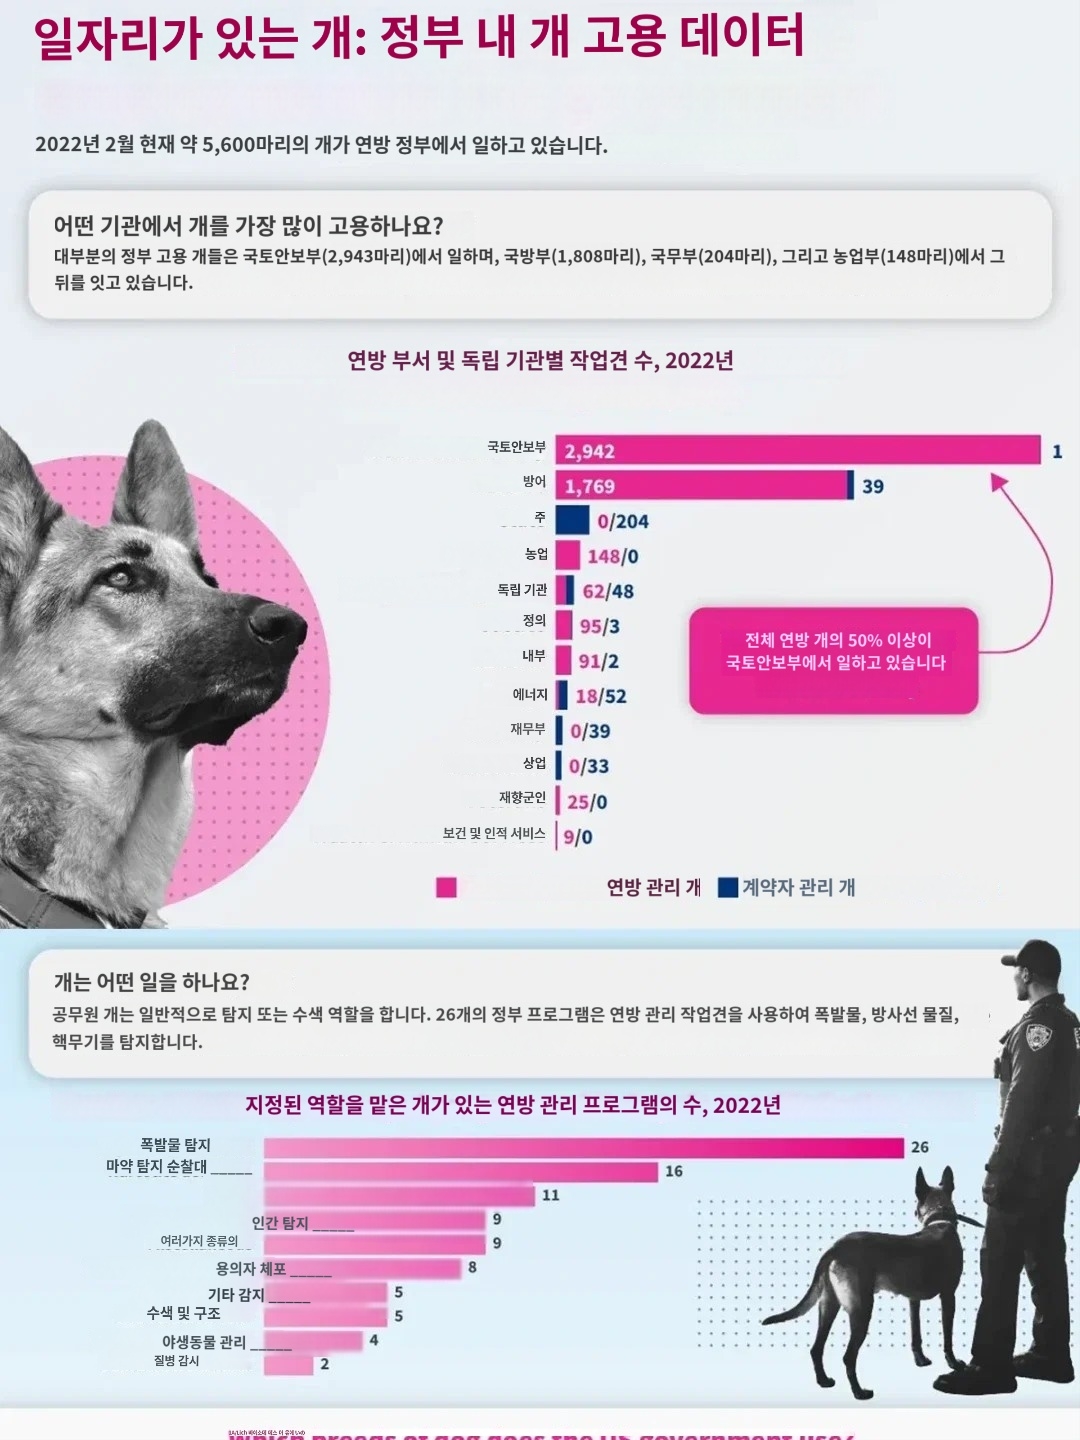 일자리가 있는 개: 정부 내 개 고용 데이터
2022년 2월 현재 약 5,600마리의 개가 연방 정부에서 일하고 있습니다.
어떤 기관에서 개를 가장 많이 고용하나요?
대부분의 정부 고용 개들은 국토안보부(2,943마리)에서 일하며, 국방부(1,808마리), 국무부(204마리), 그리고 농업부(148마리)에서 그
뒤를 잇고 있습니다.
연방 부서 및 독립 기관별 작업견 수, 2022년
국토안보부 2,942 1
방어 1,769 39
주 0/204
농업 148/0
독립 기관 62/48
정의 95/3
내부 91/2
에너지 18/52
재무부 0/39
상업 0/33
재향군인 25/0
보건 및 인적 서비스 9/0
전체 연방 개의 50% 이상이
국토안보부에서 일하고 있습니다
연방 관리 개 계약자 관리 개
개는 어떤 일을 하나요?
공무원 개는 일반적으로 탐지 또는 수색 역할을 합니다. 26개의 정부 프로그램은 연방 관리 작업견을 사용하여 폭발물, 방사선 물질,
핵무기를 탐지합니다.
지정된 역할을 맡은 개가 있는 연방 관리 프로그램의 수, 2022년
폭발물 탐지 26
마약 탐지 순찰대 _____ 16
11
인간 탐지 _____ 9
여러가지 종류의 9
용의자 체포 _____ 8
기타 감지 _____ 5
수색 및 구조 5
야생동물 관리 _____ 4
질병 감시 2
Which breeds of dog does the US government use?